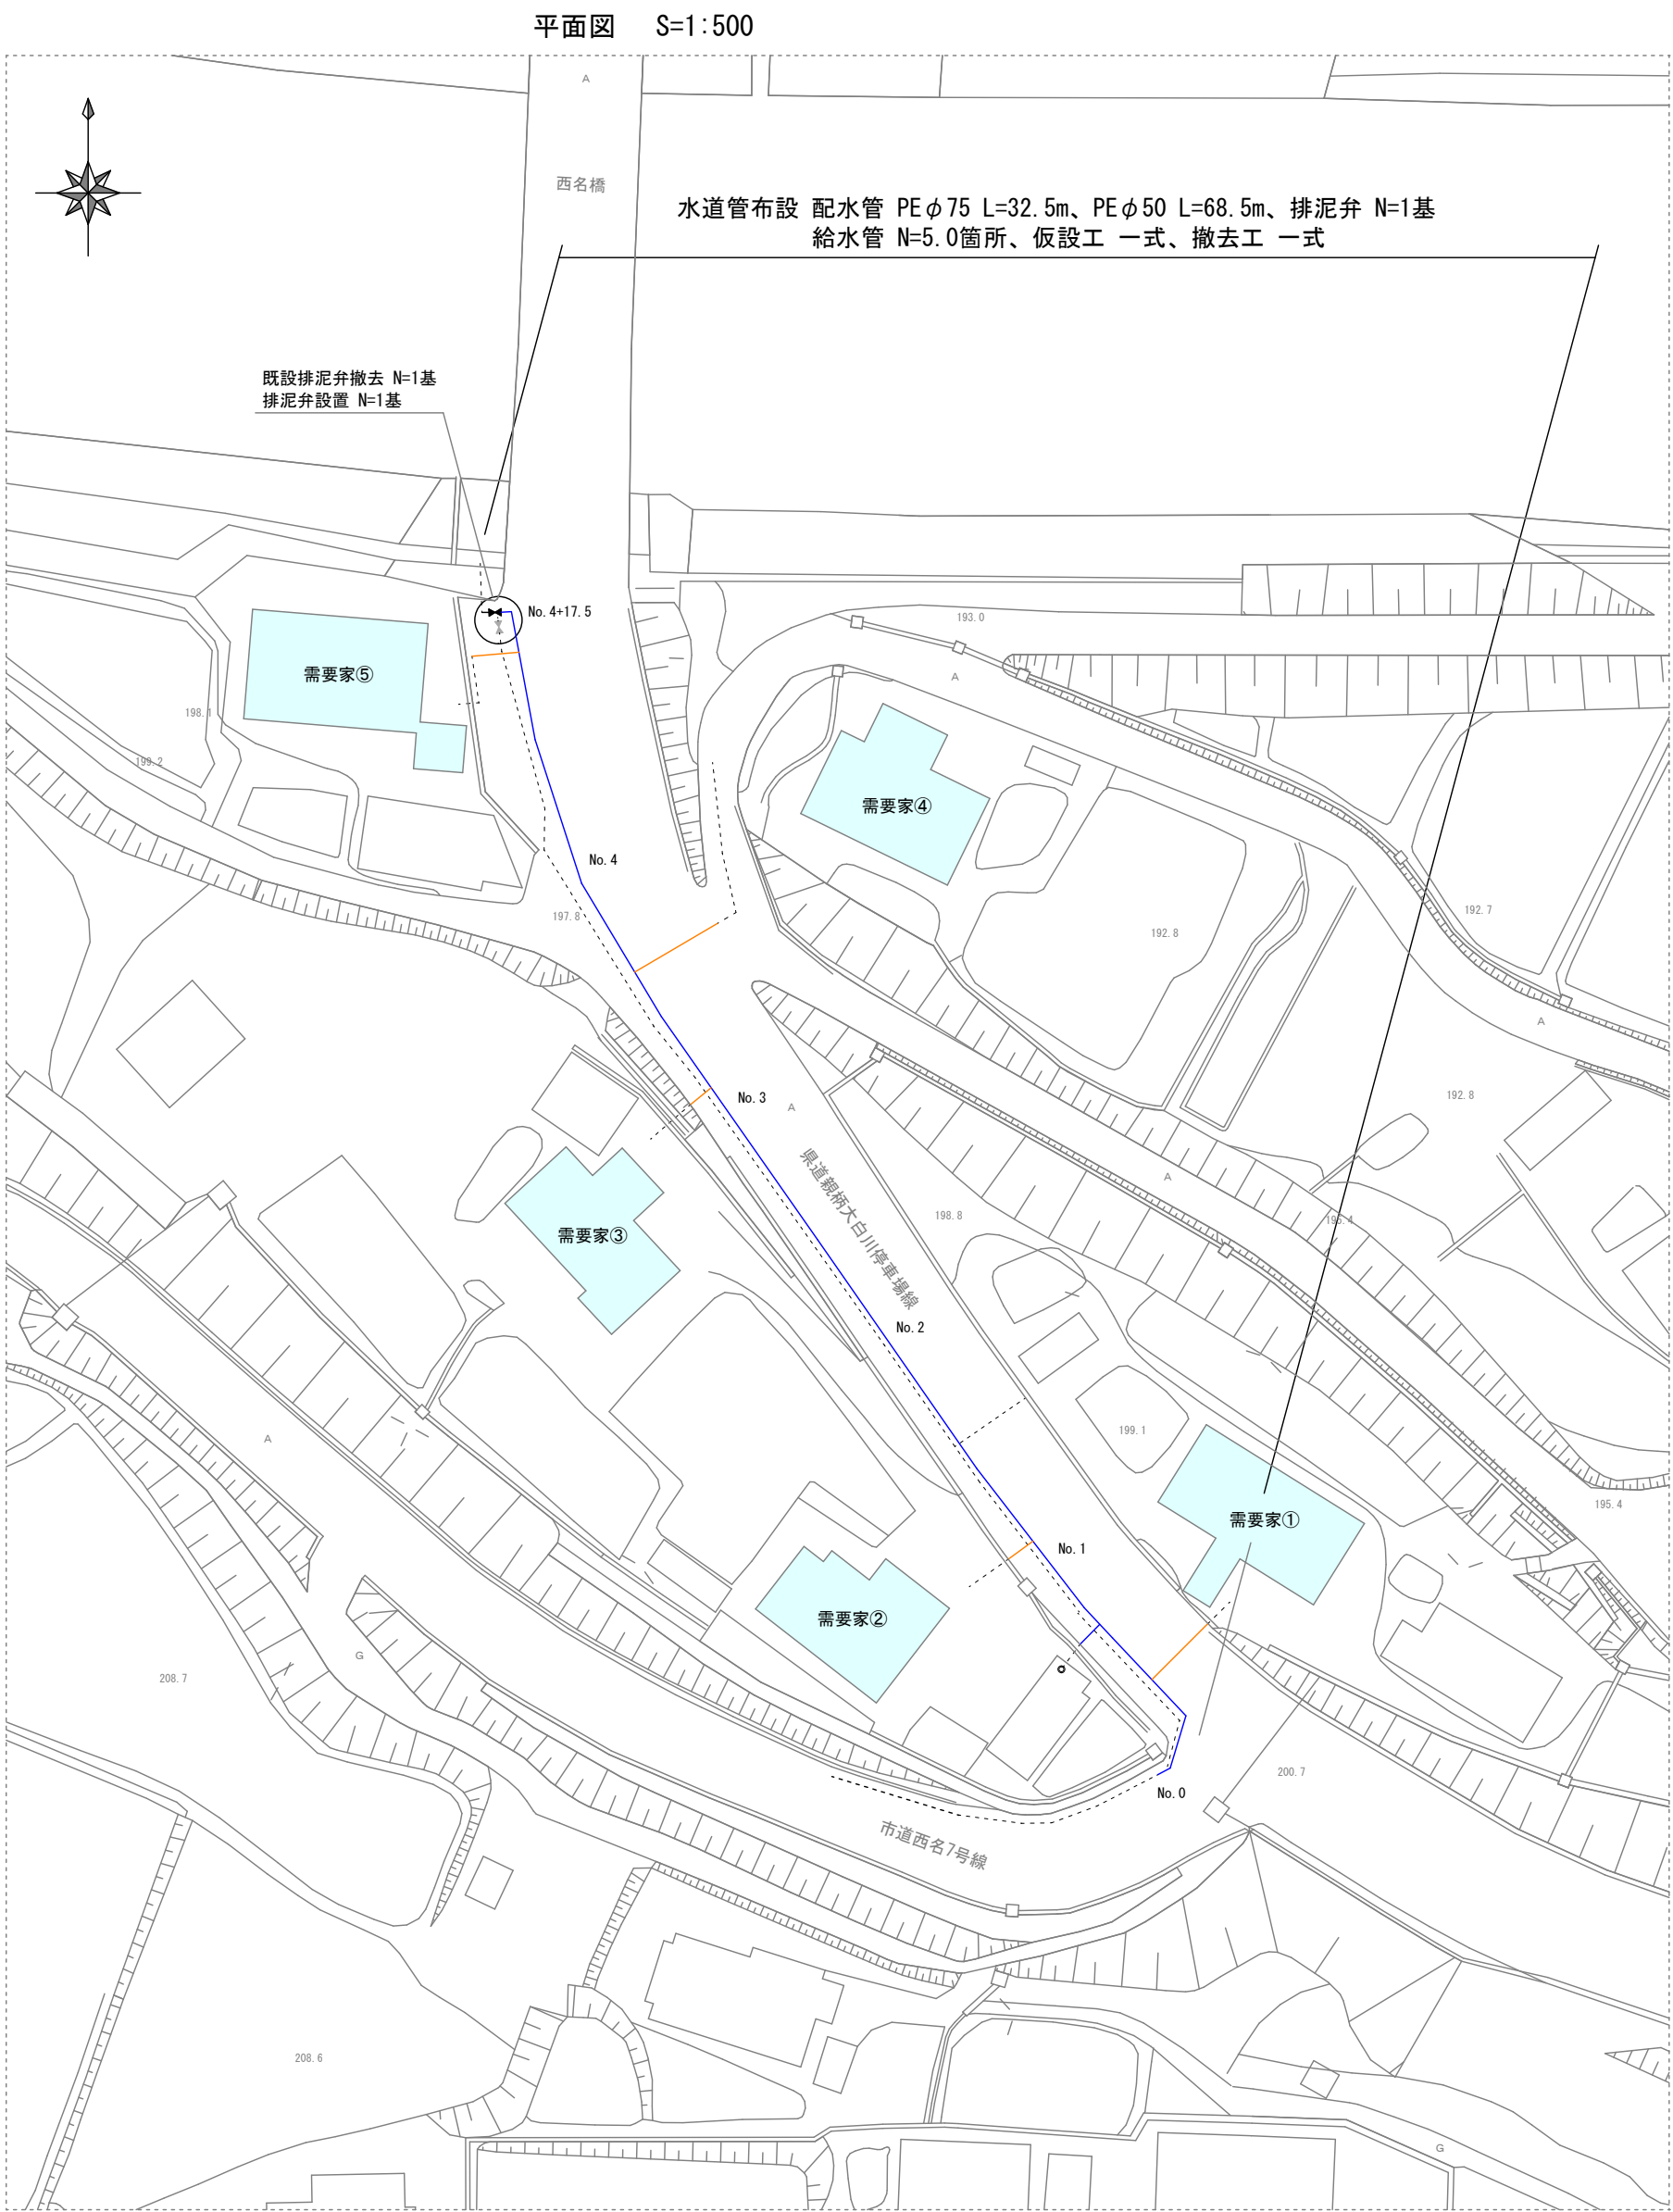 平面図 S=1:500
A
西名橋
水道管布設 配水管 PEφ75 L=32.5m、PEφ50 L=68.5m、排泥弁 N=1基
給水管 N=5.0箇所、仮設工 一式、撤去工 一式
既設排泥弁撤去 N=1基
排泥弁設置 N=1基
No.4+17.5
193.0
需要家⑤
A
198.1
199.2
需要家④
No.4
197.8
192.7
192.8
A
No.3
A
192.8
県道親柄大白川停車場線
A
198.8
195.4
需要家③
No.2
199.1
A
195.4
需要家①
No.1
需要家②
G
208.7
200.7
No.0
市道西名7号線
208.6
G